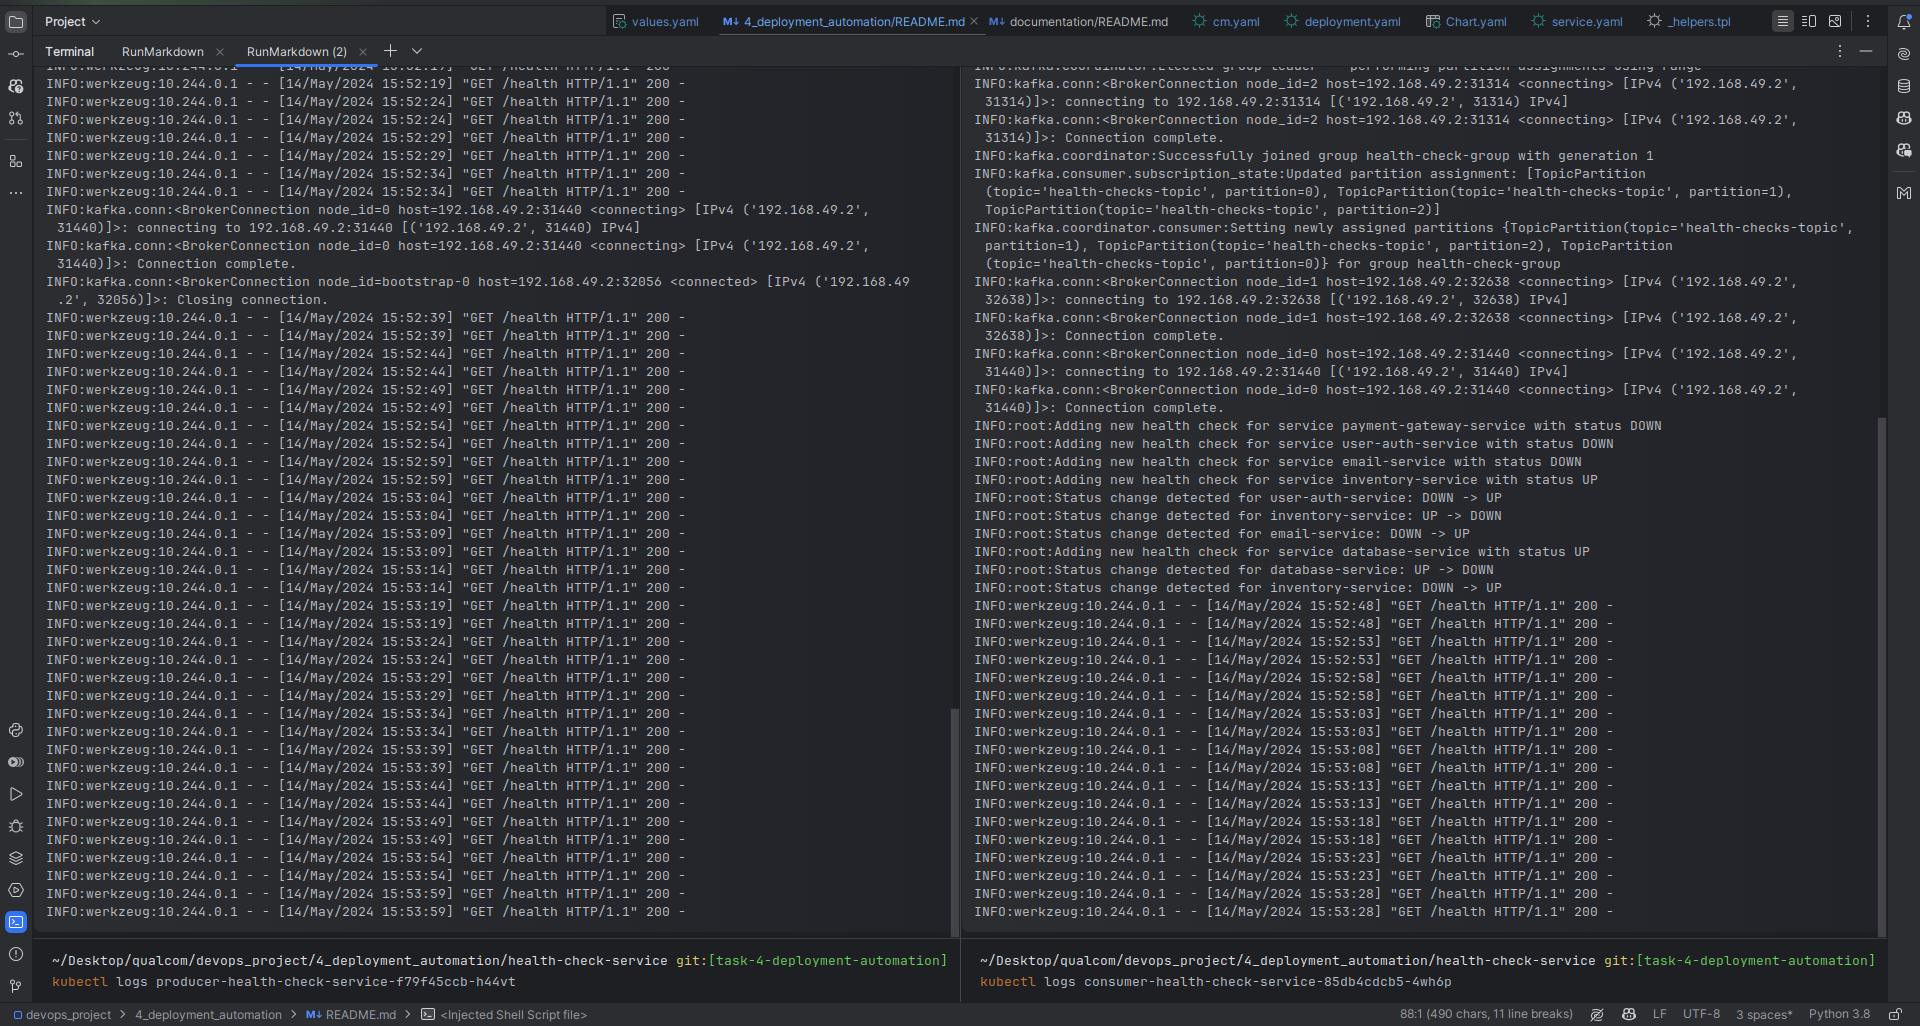 Project
values.yaml
4_deployment_automation/README.md
documentation/README.md
cm.yaml
deployment.yaml
Chart.yaml
service.yaml
_helpers.tpl
Terminal
RunMarkdown
RunMarkdown (2)
INFO:werkzeug:10.244.0.1 - - [14/May/2024 15:52:19] "GET /health HTTP/1.1" 200 -
INFO:werkzeug:10.244.0.1 - - [14/May/2024 15:52:19] "GET /health HTTP/1.1" 200 -
INFO:werkzeug:10.244.0.1 - - [14/May/2024 15:52:24] "GET /health HTTP/1.1" 200 -
INFO:werkzeug:10.244.0.1 - - [14/May/2024 15:52:24] "GET /health HTTP/1.1" 200 -
INFO:werkzeug:10.244.0.1 - - [14/May/2024 15:52:29] "GET /health HTTP/1.1" 200 -
INFO:werkzeug:10.244.0.1 - - [14/May/2024 15:52:29] "GET /health HTTP/1.1" 200 -
INFO:werkzeug:10.244.0.1 - - [14/May/2024 15:52:34] "GET /health HTTP/1.1" 200 -
INFO:werkzeug:10.244.0.1 - - [14/May/2024 15:52:34] "GET /health HTTP/1.1" 200 -
INFO:kafka.conn:<BrokerConnection node_id=0 host=192.168.49.2:31440 <connecting> [IPv4 ('192.168.49.2',
31440)]>: connecting to 192.168.49.2:31440 [('192.168.49.2', 31440) IPv4]
INFO:kafka.conn:<BrokerConnection node_id=0 host=192.168.49.2:31440 <connecting> [IPv4 ('192.168.49.2',
31440)]>: Connection complete.
INFO:kafka.conn:<BrokerConnection node_id=bootstrap-0 host=192.168.49.2:32056 <connected> [IPv4 ('192.168.49
.2', 32056)]>: Closing connection.
INFO:werkzeug:10.244.0.1 - - [14/May/2024 15:52:39] "GET /health HTTP/1.1" 200 -
INFO:werkzeug:10.244.0.1 - - [14/May/2024 15:52:39] "GET /health HTTP/1.1" 200 -
INFO:werkzeug:10.244.0.1 - - [14/May/2024 15:52:44] "GET /health HTTP/1.1" 200 -
INFO:werkzeug:10.244.0.1 - - [14/May/2024 15:52:44] "GET /health HTTP/1.1" 200 -
INFO:werkzeug:10.244.0.1 - - [14/May/2024 15:52:49] "GET /health HTTP/1.1" 200 -
INFO:werkzeug:10.244.0.1 - - [14/May/2024 15:52:49] "GET /health HTTP/1.1" 200 -
INFO:werkzeug:10.244.0.1 - - [14/May/2024 15:52:54] "GET /health HTTP/1.1" 200 -
INFO:werkzeug:10.244.0.1 - - [14/May/2024 15:52:54] "GET /health HTTP/1.1" 200 -
INFO:werkzeug:10.244.0.1 - - [14/May/2024 15:52:59] "GET /health HTTP/1.1" 200 -
INFO:werkzeug:10.244.0.1 - - [14/May/2024 15:52:59] "GET /health HTTP/1.1" 200 -
INFO:werkzeug:10.244.0.1 - - [14/May/2024 15:53:04] "GET /health HTTP/1.1" 200 -
INFO:werkzeug:10.244.0.1 - - [14/May/2024 15:53:04] "GET /health HTTP/1.1" 200 -
INFO:werkzeug:10.244.0.1 - - [14/May/2024 15:53:09] "GET /health HTTP/1.1" 200 -
INFO:werkzeug:10.244.0.1 - - [14/May/2024 15:53:09] "GET /health HTTP/1.1" 200 -
INFO:werkzeug:10.244.0.1 - - [14/May/2024 15:53:14] "GET /health HTTP/1.1" 200 -
INFO:werkzeug:10.244.0.1 - - [14/May/2024 15:53:14] "GET /health HTTP/1.1" 200 -
INFO:werkzeug:10.244.0.1 - - [14/May/2024 15:53:19] "GET /health HTTP/1.1" 200 -
INFO:werkzeug:10.244.0.1 - - [14/May/2024 15:53:19] "GET /health HTTP/1.1" 200 -
INFO:werkzeug:10.244.0.1 - - [14/May/2024 15:53:24] "GET /health HTTP/1.1" 200 -
INFO:werkzeug:10.244.0.1 - - [14/May/2024 15:53:24] "GET /health HTTP/1.1" 200 -
INFO:werkzeug:10.244.0.1 - - [14/May/2024 15:53:29] "GET /health HTTP/1.1" 200 -
INFO:werkzeug:10.244.0.1 - - [14/May/2024 15:53:29] "GET /health HTTP/1.1" 200 -
INFO:werkzeug:10.244.0.1 - - [14/May/2024 15:53:34] "GET /health HTTP/1.1" 200 -
INFO:werkzeug:10.244.0.1 - - [14/May/2024 15:53:34] "GET /health HTTP/1.1" 200 -
INFO:werkzeug:10.244.0.1 - - [14/May/2024 15:53:39] "GET /health HTTP/1.1" 200 -
INFO:werkzeug:10.244.0.1 - - [14/May/2024 15:53:39] "GET /health HTTP/1.1" 200 -
INFO:werkzeug:10.244.0.1 - - [14/May/2024 15:53:44] "GET /health HTTP/1.1" 200 -
INFO:werkzeug:10.244.0.1 - - [14/May/2024 15:53:44] "GET /health HTTP/1.1" 200 -
INFO:werkzeug:10.244.0.1 - - [14/May/2024 15:53:49] "GET /health HTTP/1.1" 200 -
INFO:werkzeug:10.244.0.1 - - [14/May/2024 15:53:49] "GET /health HTTP/1.1" 200 -
INFO:werkzeug:10.244.0.1 - - [14/May/2024 15:53:54] "GET /health HTTP/1.1" 200 -
INFO:werkzeug:10.244.0.1 - - [14/May/2024 15:53:54] "GET /health HTTP/1.1" 200 -
INFO:werkzeug:10.244.0.1 - - [14/May/2024 15:53:59] "GET /health HTTP/1.1" 200 -
INFO:werkzeug:10.244.0.1 - - [14/May/2024 15:53:59] "GET /health HTTP/1.1" 200 -
~/Desktop/qualcom/devops_project/4_deployment_automation/health-check-service git:[task-4-deployment-automation]
kubectl logs producer-health-check-service-f79f45ccb-h44vt
INFO:kafka.coordinator:Elected group leader -- performing partition assignments using range
INFO:kafka.conn:<BrokerConnection node_id=2 host=192.168.49.2:31314 <connecting> [IPv4 ('192.168.49.2',
31314)]>: connecting to 192.168.49.2:31314 [('192.168.49.2', 31314) IPv4]
INFO:kafka.conn:<BrokerConnection node_id=2 host=192.168.49.2:31314 <connecting> [IPv4 ('192.168.49.2',
31314)]>: Connection complete.
INFO:kafka.coordinator:Successfully joined group health-check-group with generation 1
INFO:kafka.consumer.subscription_state:Updated partition assignment: [TopicPartition
(topic='health-checks-topic', partition=0), TopicPartition(topic='health-checks-topic', partition=1),
TopicPartition(topic='health-checks-topic', partition=2)]
INFO:kafka.coordinator.consumer:Setting newly assigned partitions {TopicPartition(topic='health-checks-topic',
partition=1), TopicPartition(topic='health-checks-topic', partition=2), TopicPartition
(topic='health-checks-topic', partition=0)} for group health-check-group
INFO:kafka.conn:<BrokerConnection node_id=1 host=192.168.49.2:32638 <connecting> [IPv4 ('192.168.49.2',
32638)]>: connecting to 192.168.49.2:32638 [('192.168.49.2', 32638) IPv4]
INFO:kafka.conn:<BrokerConnection node_id=1 host=192.168.49.2:32638 <connecting> [IPv4 ('192.168.49.2',
32638)]>: Connection complete.
INFO:kafka.conn:<BrokerConnection node_id=0 host=192.168.49.2:31440 <connecting> [IPv4 ('192.168.49.2',
31440)]>: connecting to 192.168.49.2:31440 [('192.168.49.2', 31440) IPv4]
INFO:kafka.conn:<BrokerConnection node_id=0 host=192.168.49.2:31440 <connecting> [IPv4 ('192.168.49.2',
31440)]>: Connection complete.
INFO:root:Adding new health check for service payment-gateway-service with status DOWN
INFO:root:Adding new health check for service user-auth-service with status DOWN
INFO:root:Adding new health check for service email-service with status DOWN
INFO:root:Adding new health check for service inventory-service with status UP
INFO:root:Status change detected for user-auth-service: DOWN -> UP
INFO:root:Status change detected for inventory-service: UP -> DOWN
INFO:root:Status change detected for email-service: DOWN -> UP
INFO:root:Adding new health check for service database-service with status UP
INFO:root:Status change detected for database-service: UP -> DOWN
INFO:root:Status change detected for inventory-service: DOWN -> UP
INFO:werkzeug:10.244.0.1 - - [14/May/2024 15:52:48] "GET /health HTTP/1.1" 200 -
INFO:werkzeug:10.244.0.1 - - [14/May/2024 15:52:48] "GET /health HTTP/1.1" 200 -
INFO:werkzeug:10.244.0.1 - - [14/May/2024 15:52:53] "GET /health HTTP/1.1" 200 -
INFO:werkzeug:10.244.0.1 - - [14/May/2024 15:52:53] "GET /health HTTP/1.1" 200 -
INFO:werkzeug:10.244.0.1 - - [14/May/2024 15:52:58] "GET /health HTTP/1.1" 200 -
INFO:werkzeug:10.244.0.1 - - [14/May/2024 15:52:58] "GET /health HTTP/1.1" 200 -
INFO:werkzeug:10.244.0.1 - - [14/May/2024 15:53:03] "GET /health HTTP/1.1" 200 -
INFO:werkzeug:10.244.0.1 - - [14/May/2024 15:53:03] "GET /health HTTP/1.1" 200 -
INFO:werkzeug:10.244.0.1 - - [14/May/2024 15:53:08] "GET /health HTTP/1.1" 200 -
INFO:werkzeug:10.244.0.1 - - [14/May/2024 15:53:08] "GET /health HTTP/1.1" 200 -
INFO:werkzeug:10.244.0.1 - - [14/May/2024 15:53:13] "GET /health HTTP/1.1" 200 -
INFO:werkzeug:10.244.0.1 - - [14/May/2024 15:53:13] "GET /health HTTP/1.1" 200 -
INFO:werkzeug:10.244.0.1 - - [14/May/2024 15:53:18] "GET /health HTTP/1.1" 200 -
INFO:werkzeug:10.244.0.1 - - [14/May/2024 15:53:18] "GET /health HTTP/1.1" 200 -
INFO:werkzeug:10.244.0.1 - - [14/May/2024 15:53:23] "GET /health HTTP/1.1" 200 -
INFO:werkzeug:10.244.0.1 - - [14/May/2024 15:53:23] "GET /health HTTP/1.1" 200 -
INFO:werkzeug:10.244.0.1 - - [14/May/2024 15:53:28] "GET /health HTTP/1.1" 200 -
INFO:werkzeug:10.244.0.1 - - [14/May/2024 15:53:28] "GET /health HTTP/1.1" 200 -
~/Desktop/qualcom/devops_project/4_deployment_automation/health-check-service git:[task-4-deployment-automation]
kubectl logs consumer-health-check-service-85db4cdcb5-4wh6p
devops_project > 4_deployment_automation > README.md > <Injected Shell Script file>
88:1 (490 chars, 11 line breaks)
LF
UTF-8
3 spaces*
Python 3.8